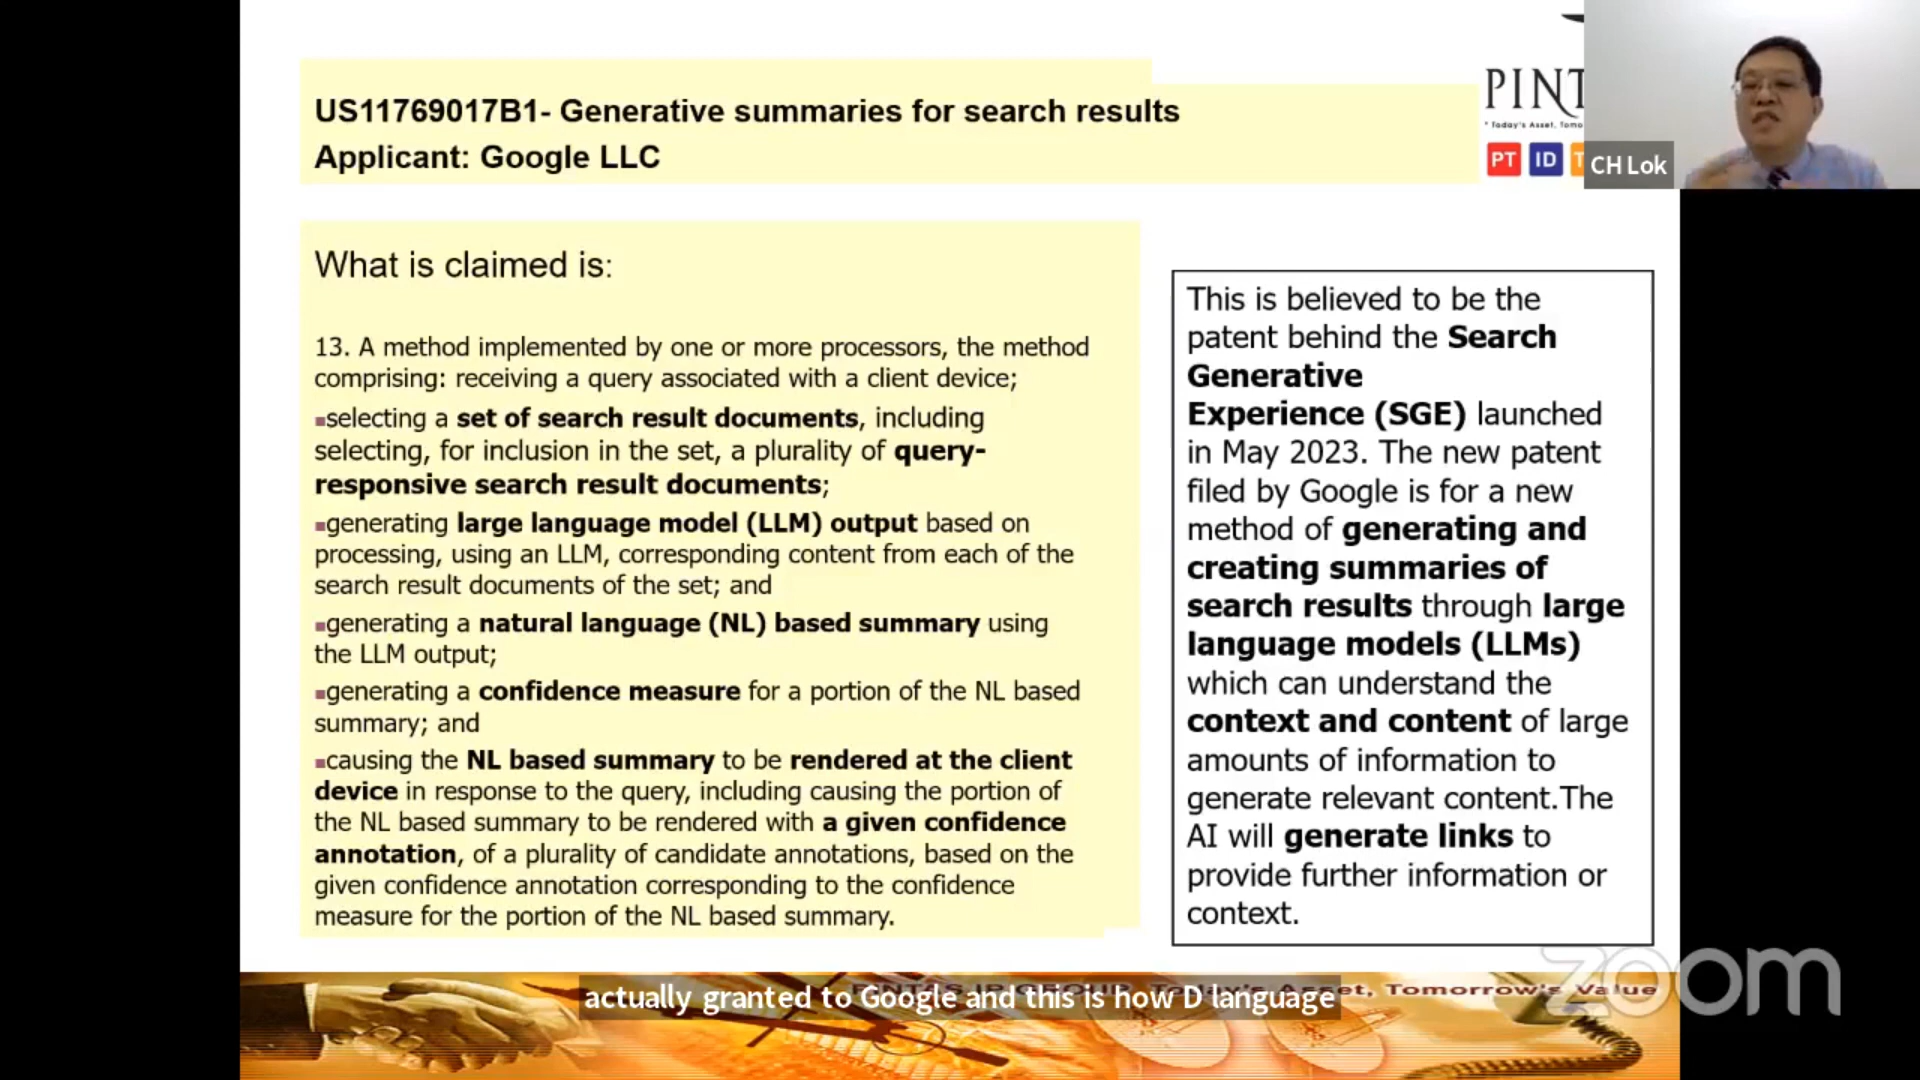 US11769017B1- Generative summaries for search results
Applicant: Google LLC
PINT
" Today's Asset, Tomo
PT ID T
CH Lok
What is claimed is:
13. A method implemented by one or more processors, the method
comprising: receiving a query associated with a client device;
▪selecting a set of search result documents, including
selecting, for inclusion in the set, a plurality of query-
responsive search result documents;
▪generating large language model (LLM) output based on
processing, using an LLM, corresponding content from each of the
search result documents of the set; and
▪generating a natural language (NL) based summary using
the LLM output;
▪generating a confidence measure for a portion of the NL based
summary; and
▪causing the NL based summary to be rendered at the client
device in response to the query, including causing the portion of
the NL based summary to be rendered with a given confidence
annotation, of a plurality of candidate annotations, based on the
given confidence annotation corresponding to the confidence
measure for the portion of the NL based summary.
This is believed to be the
patent behind the Search
Generative
Experience (SGE) launched
in May 2023. The new patent
filed by Google is for a new
method of generating and
creating summaries of
search results through large
language models (LLMs)
which can understand the
context and content of large
amounts of information to
generate relevant content.The
AI will generate links to
provide further information or
context.
PINTAS IP GROUP, Today's Asset, Tomorrow's Value
actually granted to Google and this is how D language
zoom